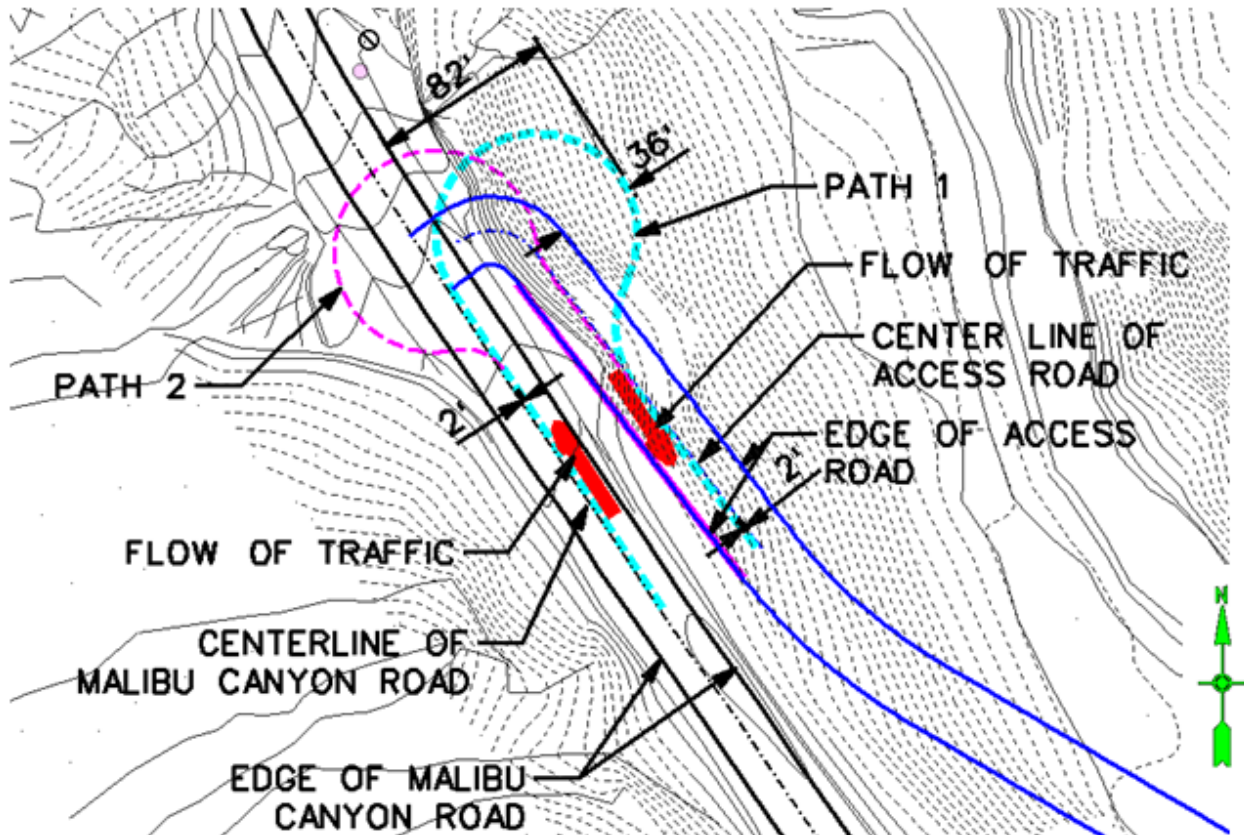 82'
36'
PATH 1
FLOW OF TRAFFIC
CENTER LINE OF
ACCESS ROAD
EDGE OF ACCESS
ROAD
2'
PATH 2
2'
FLOW OF TRAFFIC
CENTERLINE OF
MALIBU CANYON ROAD
EDGE OF MALIBU
CANYON ROAD
N